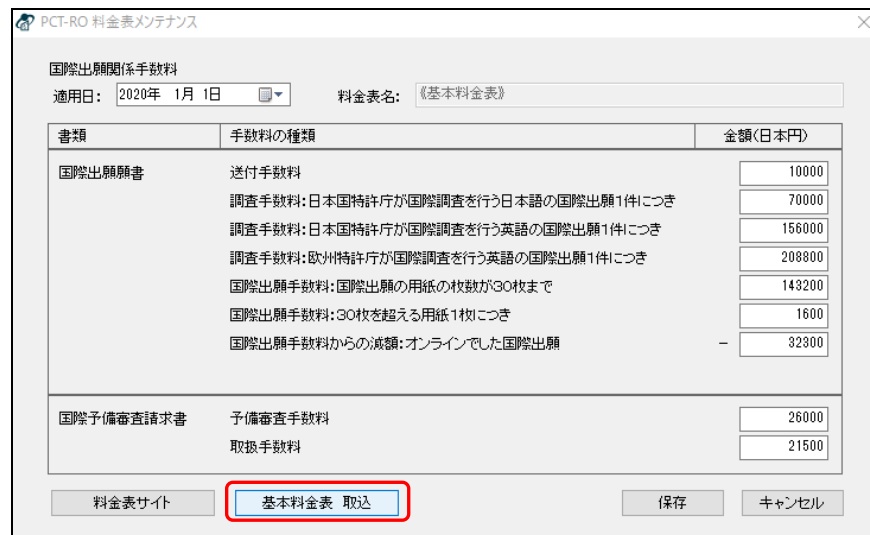 PCT-RO 料金表メンテナンス
国際出願関係手数料
適用日: 2020年 1月 1日 料金表名: 《基本料金表》
書類 手数料の種類 金額(日本円)
国際出願願書 送付手数料 10000
調査手数料:日本国特許庁が国際調査を行う日本語の国際出願1件につき 70000
調査手数料:日本国特許庁が国際調査を行う英語の国際出願1件につき 156000
調査手数料:欧州特許庁が国際調査を行う英語の国際出願1件につき 208800
国際出願手数料:国際出願の用紙の枚数が30枚まで 143200
国際出願手数料:30枚を超える用紙1枚につき 1600
国際出願手数料からの減額:オンラインでした国際出願 - 32300
国際予備審査請求書 予備審査手数料 26000
取扱手数料 21500
料金表サイト 基本料金表 取込 保存 キャンセル